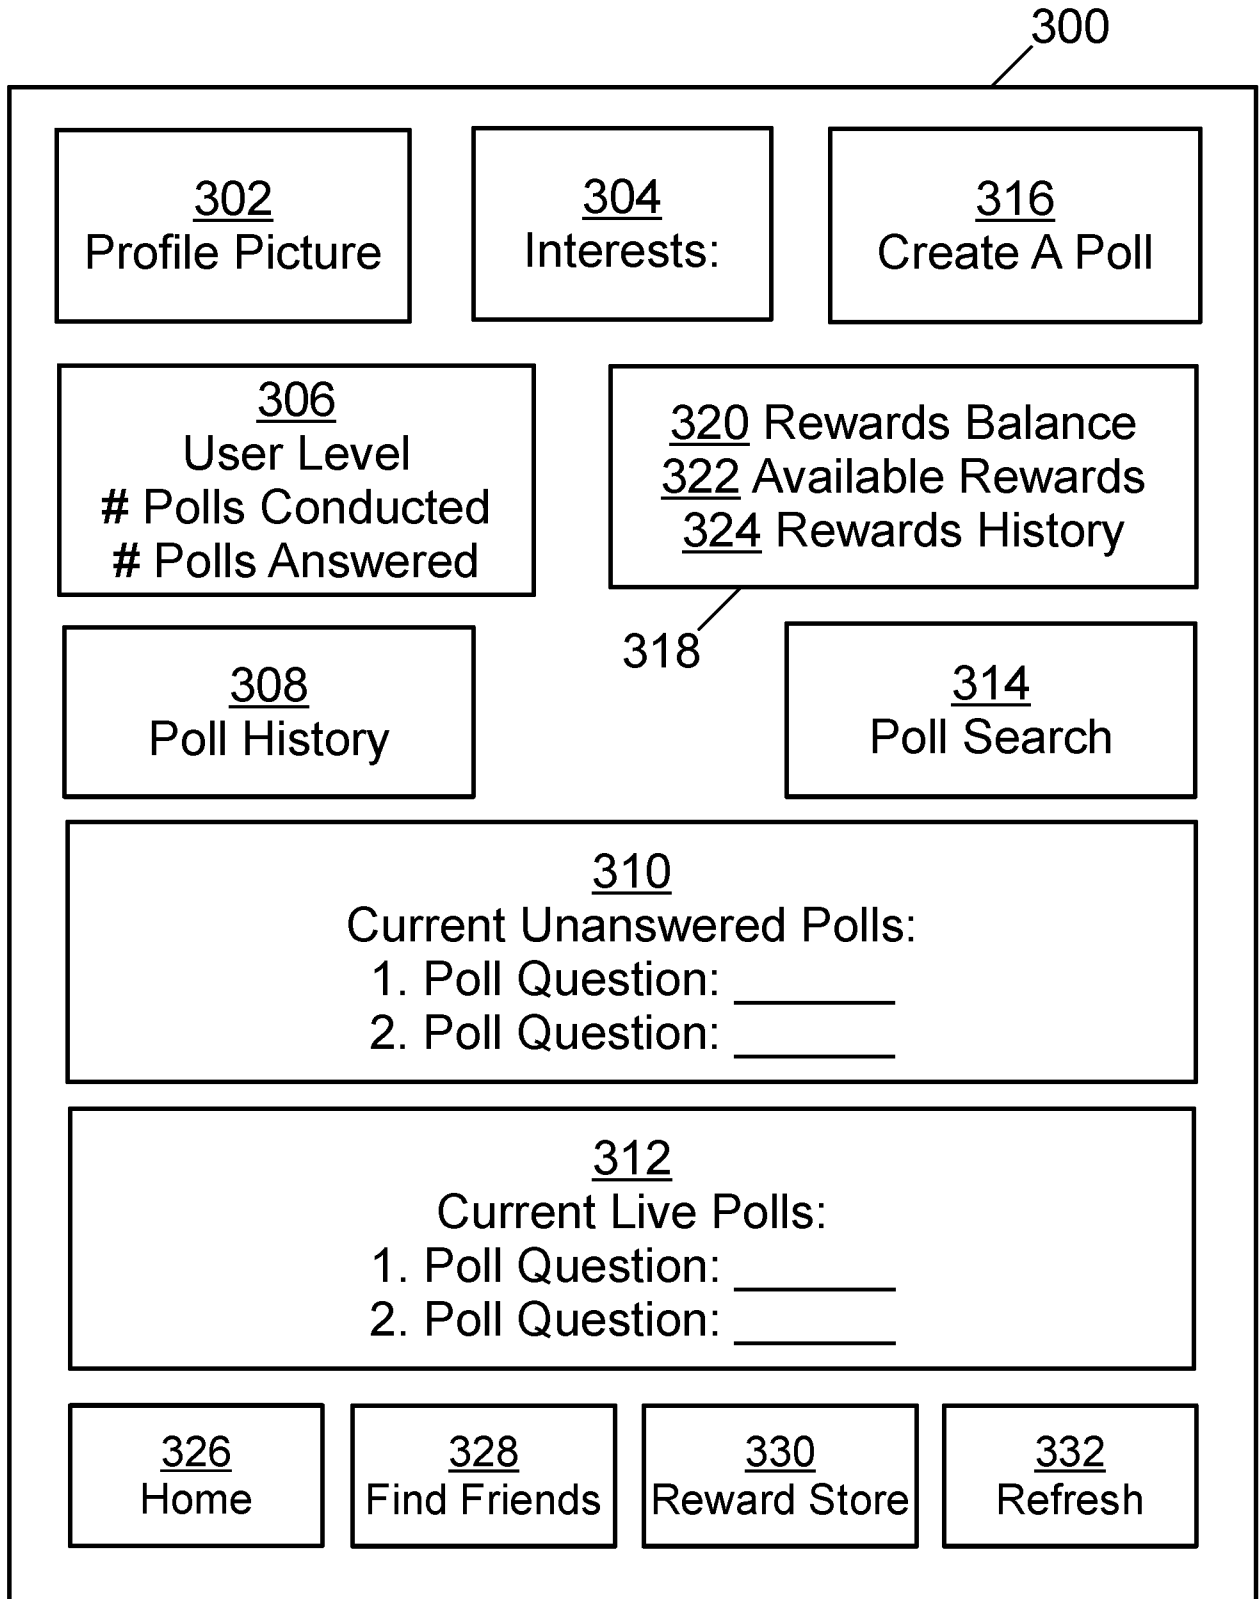 300
302
Profile Picture
304
Interests:
316
Create A Poll
306
User Level
# Polls Conducted
# Polls Answered
320 Rewards Balance
322 Available Rewards
324 Rewards History
318
308
Poll History
314
Poll Search
310
Current Unanswered Polls:
1. Poll Question: ______
2. Poll Question: ______
312
Current Live Polls:
1. Poll Question: ______
2. Poll Question: ______
326
Home
328
Find Friends
330
Reward Store
332
Refresh